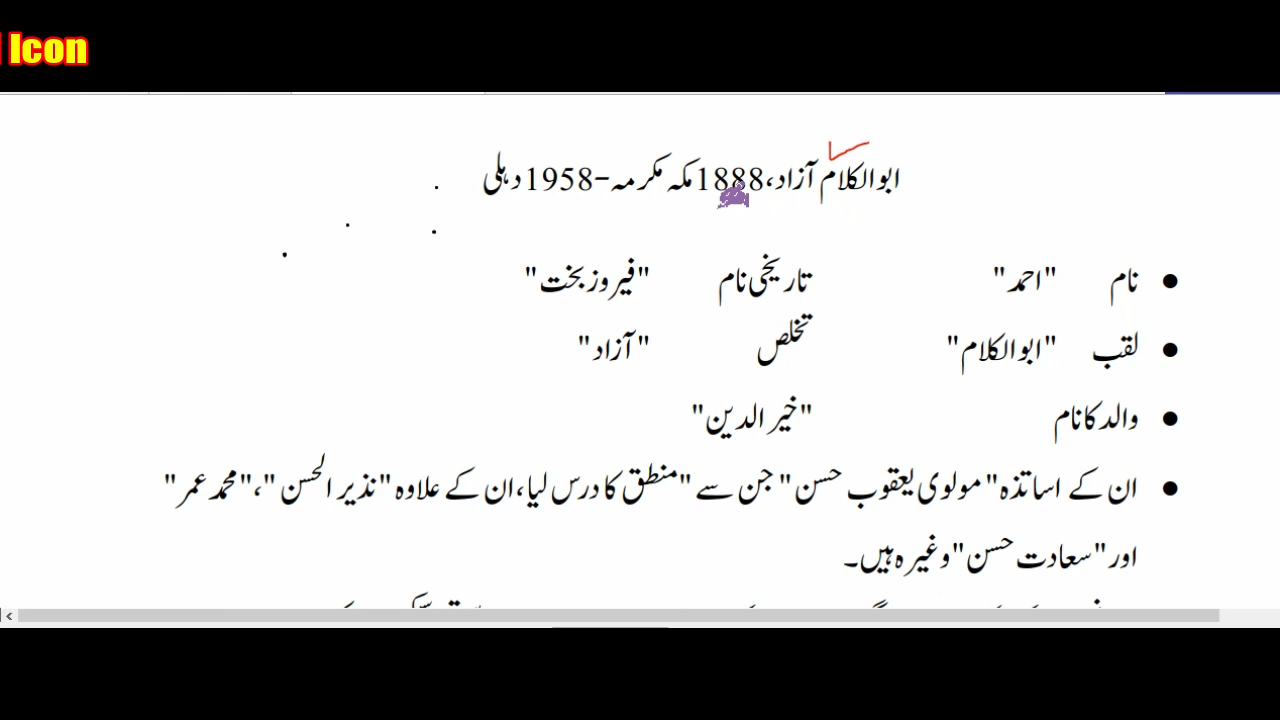 Icon
ابوالکلام آزاد،1888 مکہ مکرمہ-1958 دہلی
نام "احمد" تاریخی نام "فیروز بخت"
لقب "ابوالکلام" تخلص "آزاد"
والد کا نام "خیر الدین"
ان کے اساتذہ" مولوی یعقوب حسن" جن سے "منطق کا درس لیا، ان کے علاوہ "نذیر الحسن"،"محمد عمر"
اور "سعادت حسن" وغیرہ ہیں۔